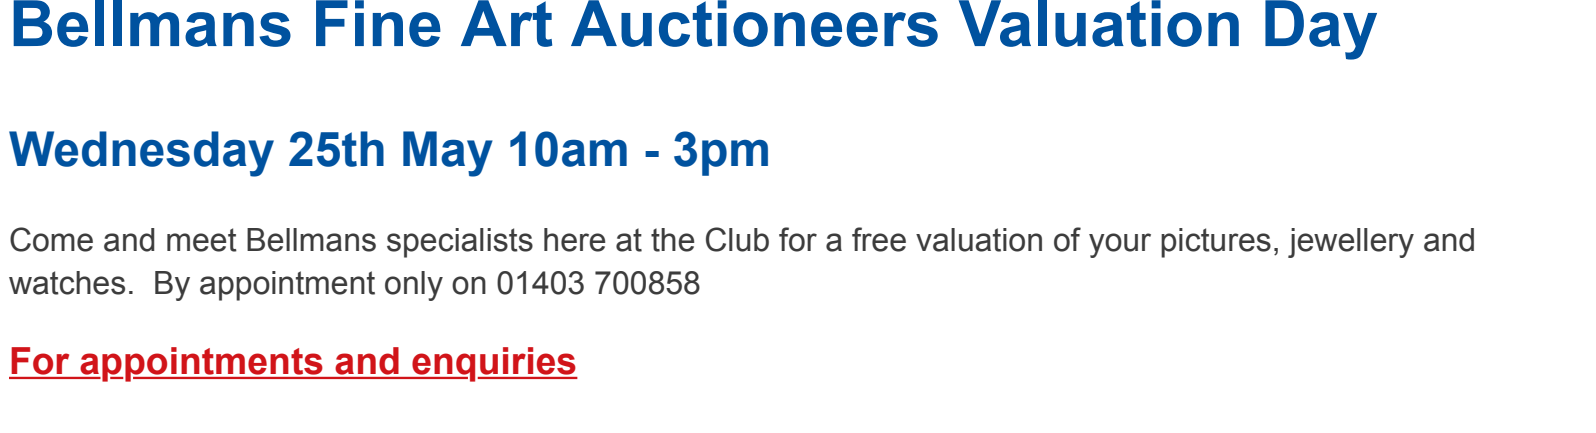 Bellmans Fine Art Auctioneers Valuation Day
Wednesday 25th May 10am - 3pm
Come and meet Bellmans specialists here at the Club for a free valuation of your pictures, jewellery and
watches.  By appointment only on 01403 700858
For appointments and enquiries